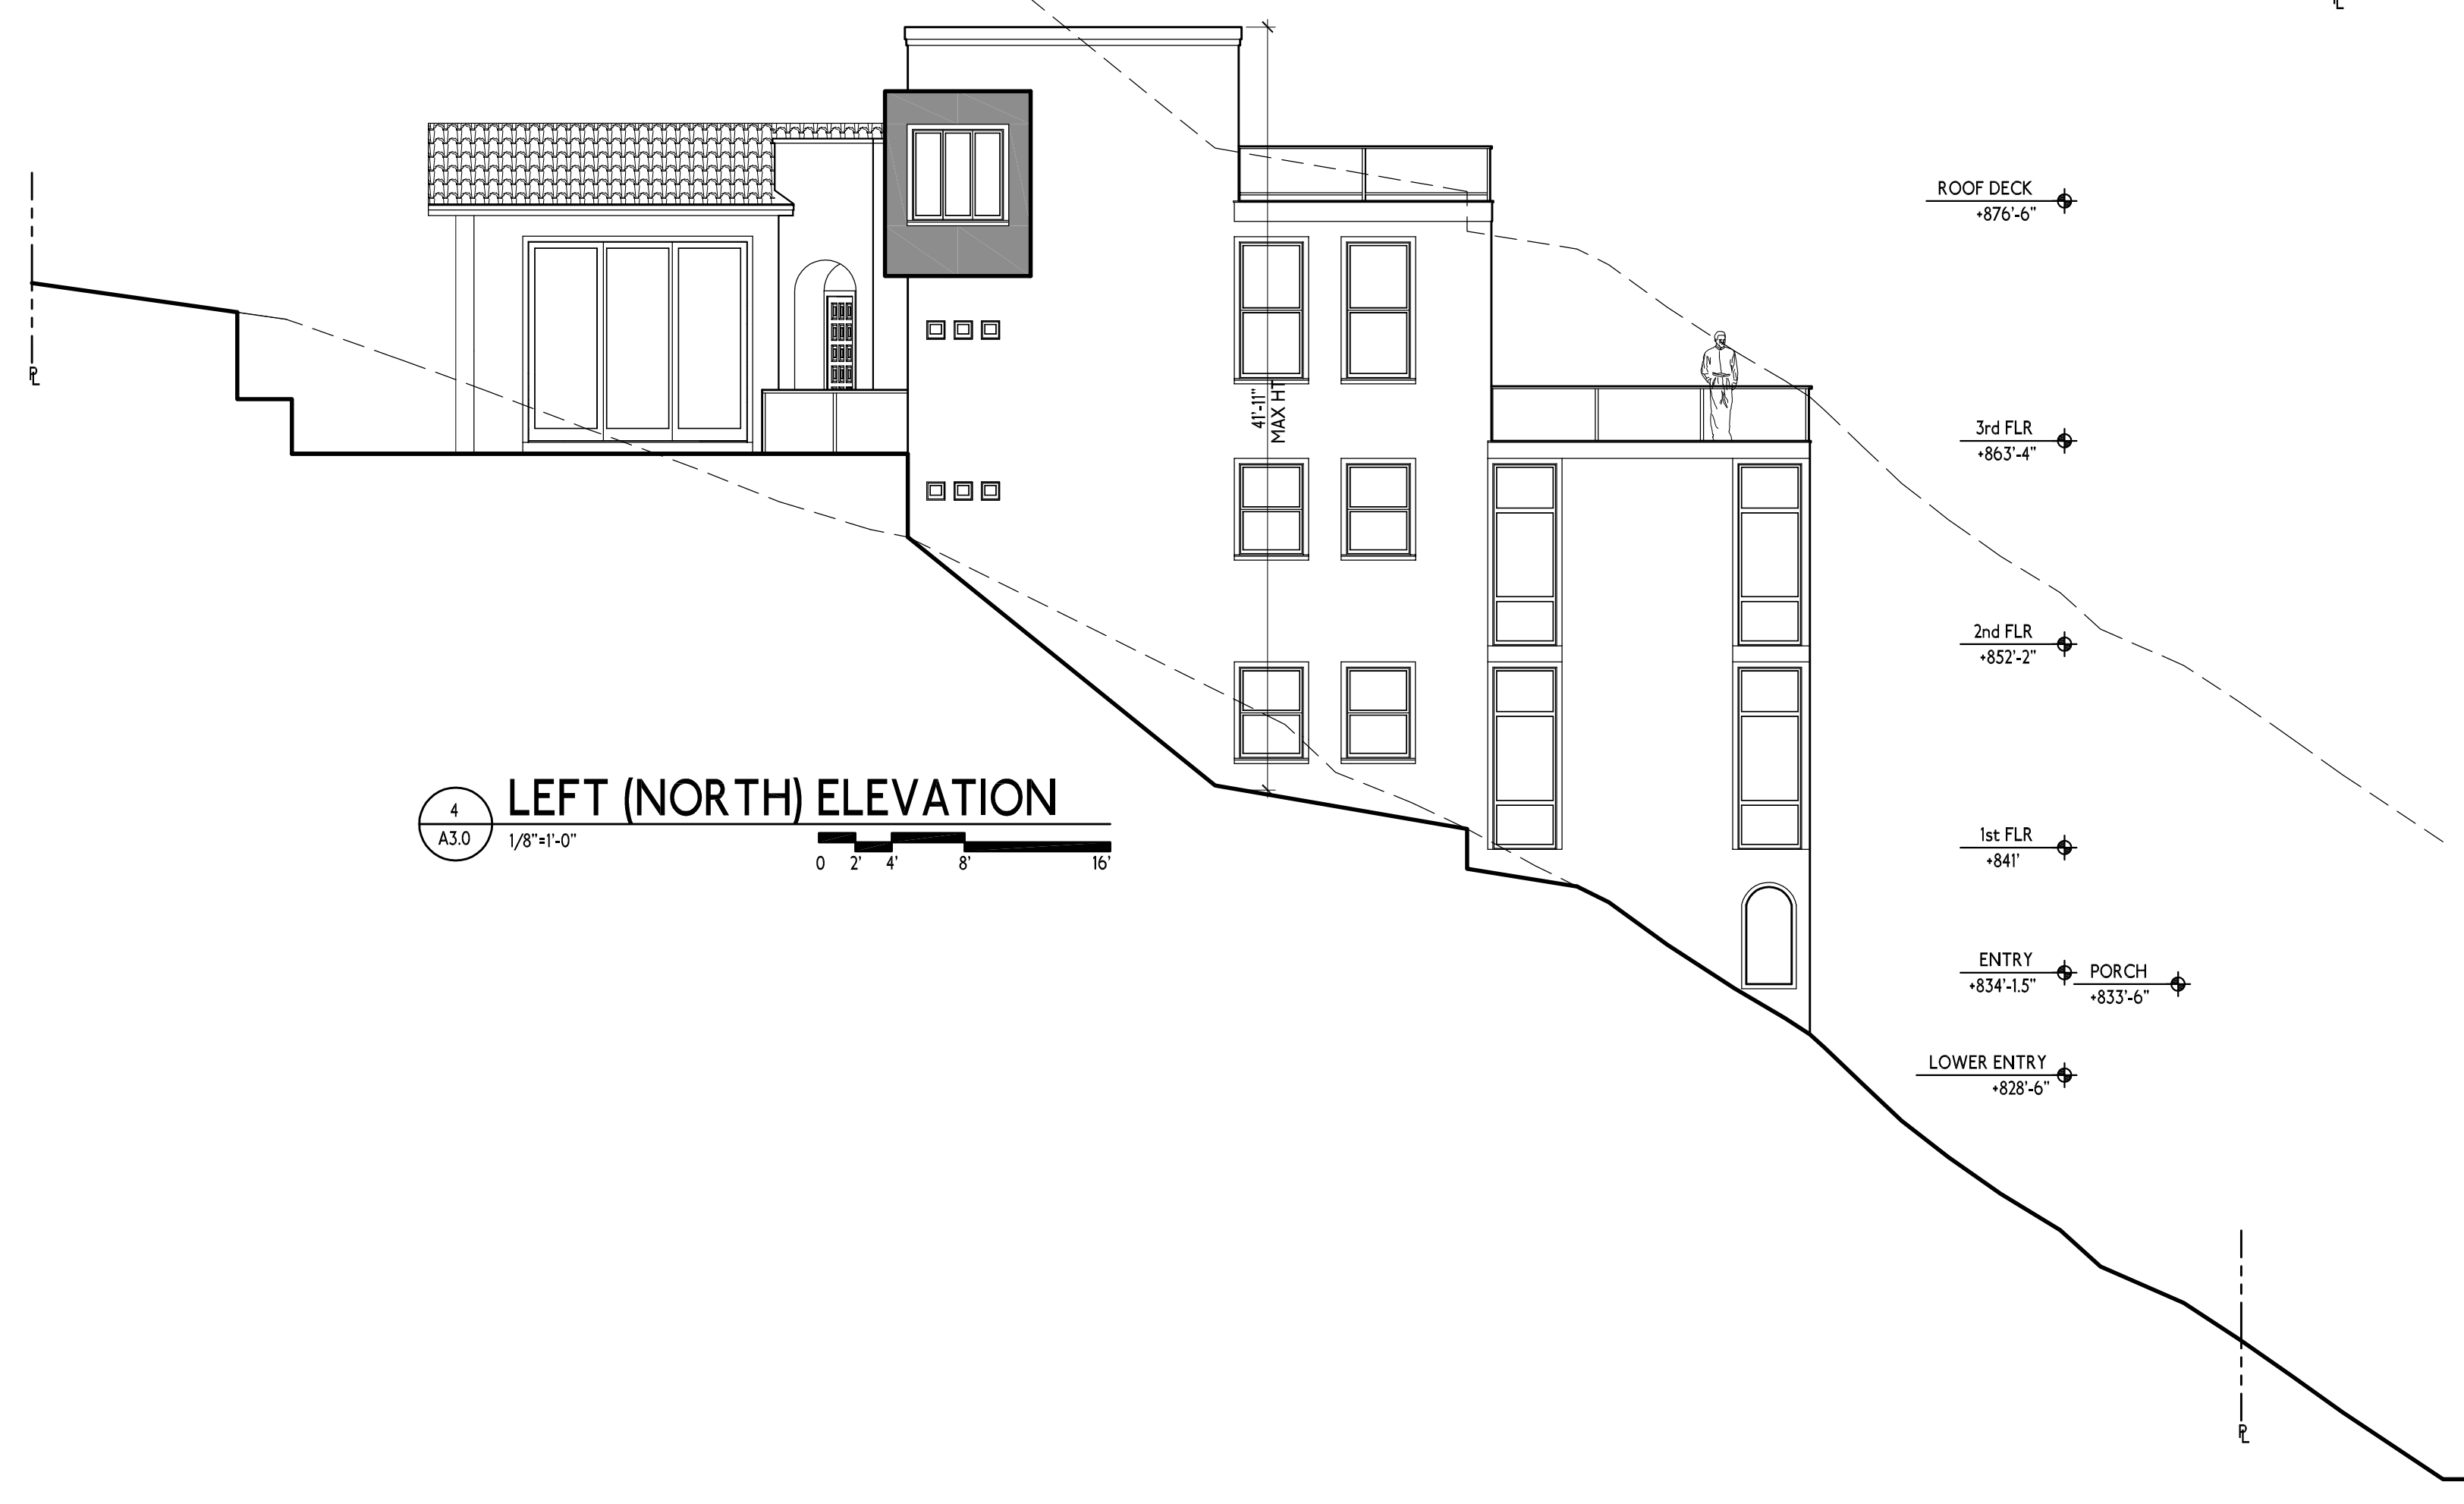 PL
ROOF DECK
+876'-6"
PL
41'-11"
MAX HT
3rd FLR
+863'-4"
2nd FLR
+852'-2"
4
A3.0
LEFT (NORTH) ELEVATION
1/8"=1'-0"
0 2' 4' 8' 16'
1st FLR
+841'
ENTRY
+834'-1.5"
PORCH
+833'-6"
LOWER ENTRY
+828'-6"
PL